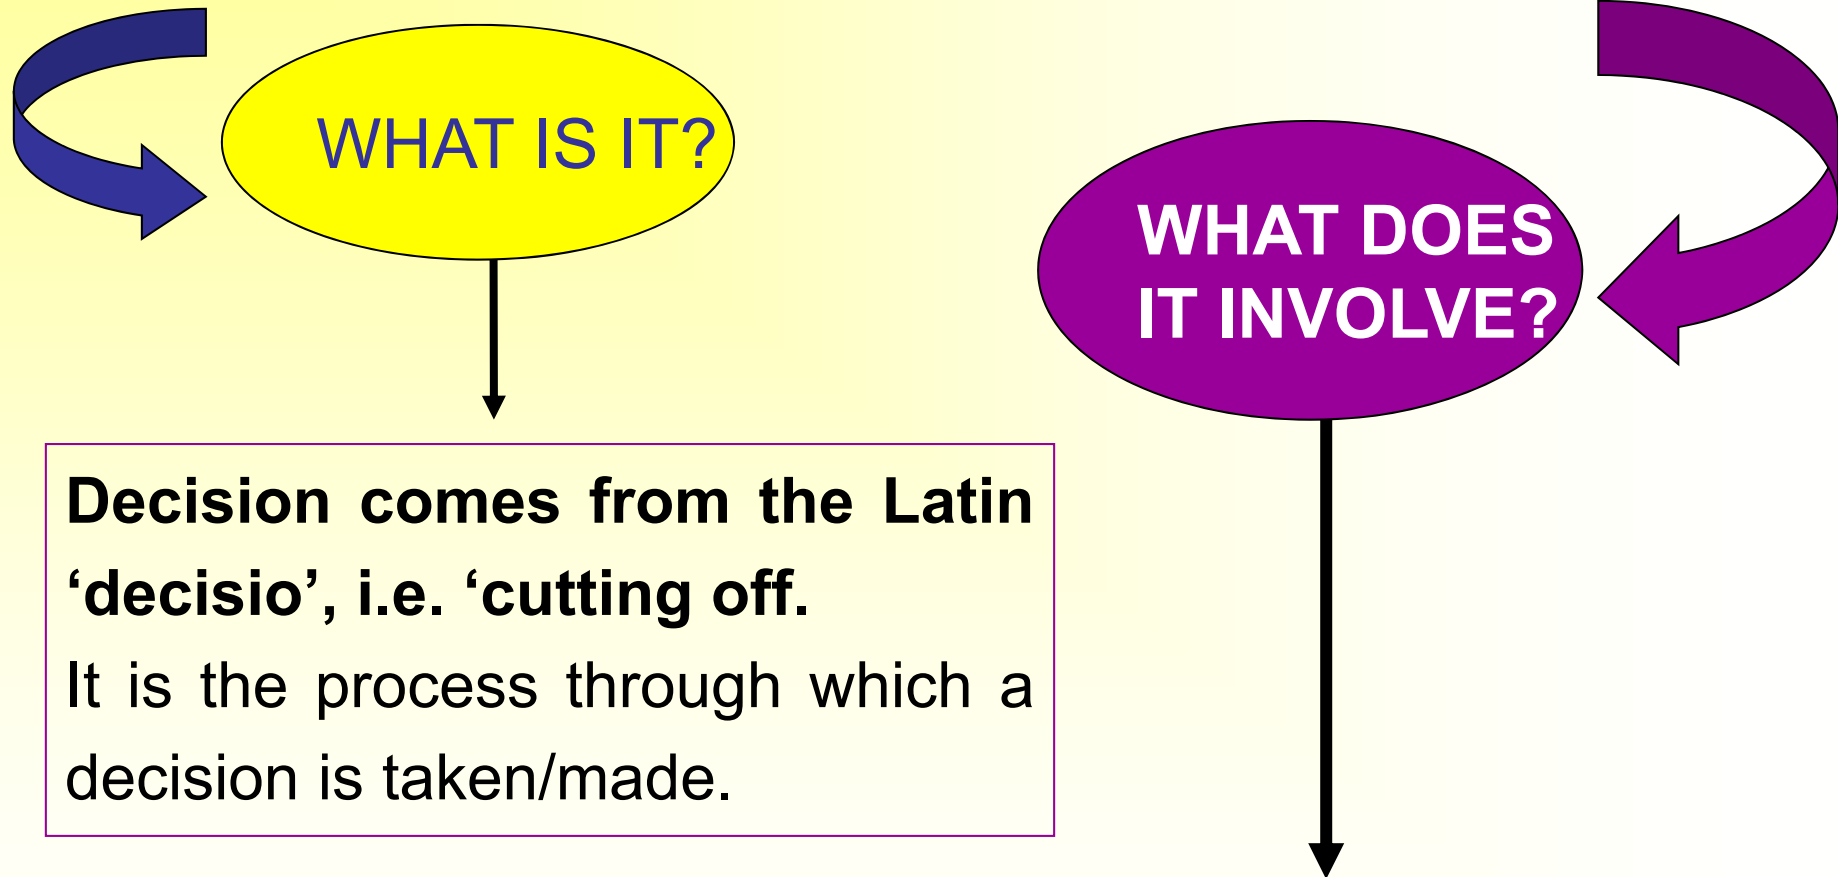 WHAT IS IT?
WHAT DOES
IT INVOLVE?
Decision comes from the Latin
‘decisio’, i.e. ‘cutting off.
It is the process through which a
decision is taken/made.